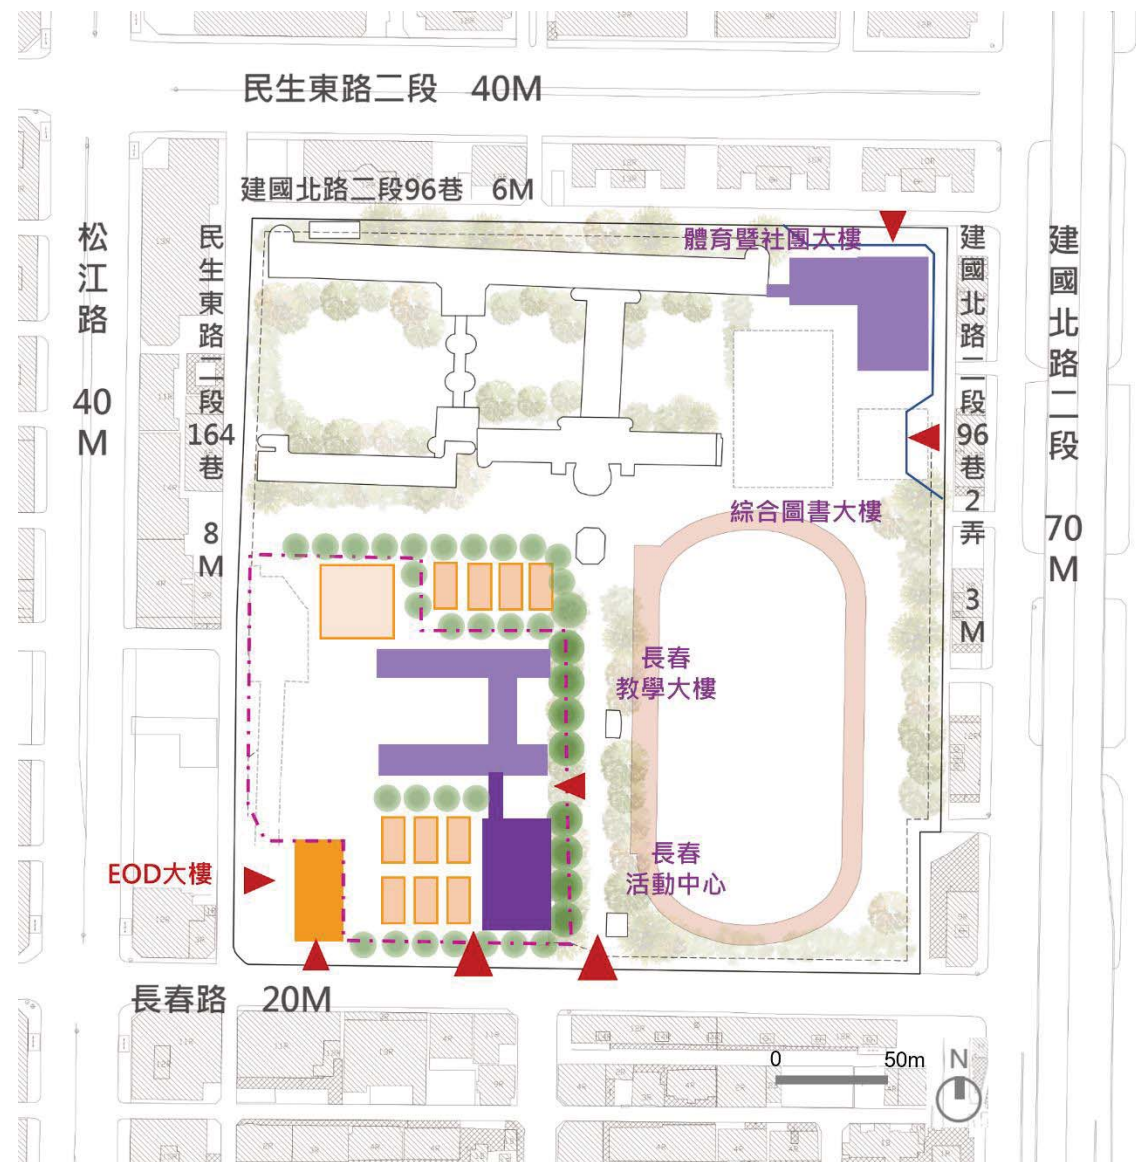 民生東路二段 40M
建國北路二段96巷 6M
松江路 40M
民生東路二段164巷 8M
體育暨社團大樓
建國北路二段96巷2弄 3M
建國北路二段 70M
綜合圖書大樓
長春
教學大樓
長春
活動中心
EOD大樓
長春路 20M
0 50m
N